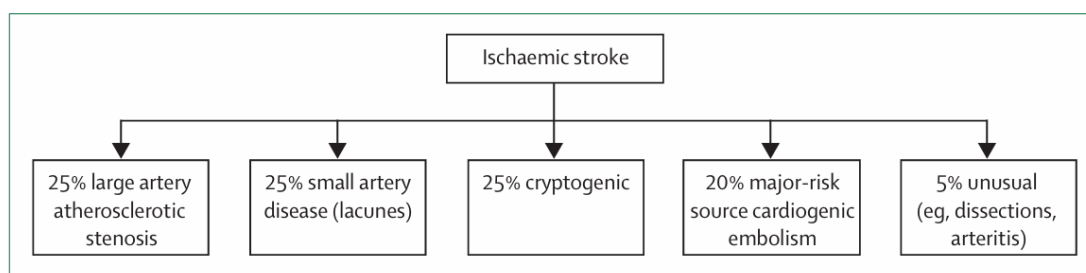 Ischaemic stroke
25% large artery
atherosclerotic
stenosis
25% small artery
disease (lacunes)
25% cryptogenic
20% major-risk
source cardiogenic
embolism
5% unusual
(eg, dissections,
arteritis)